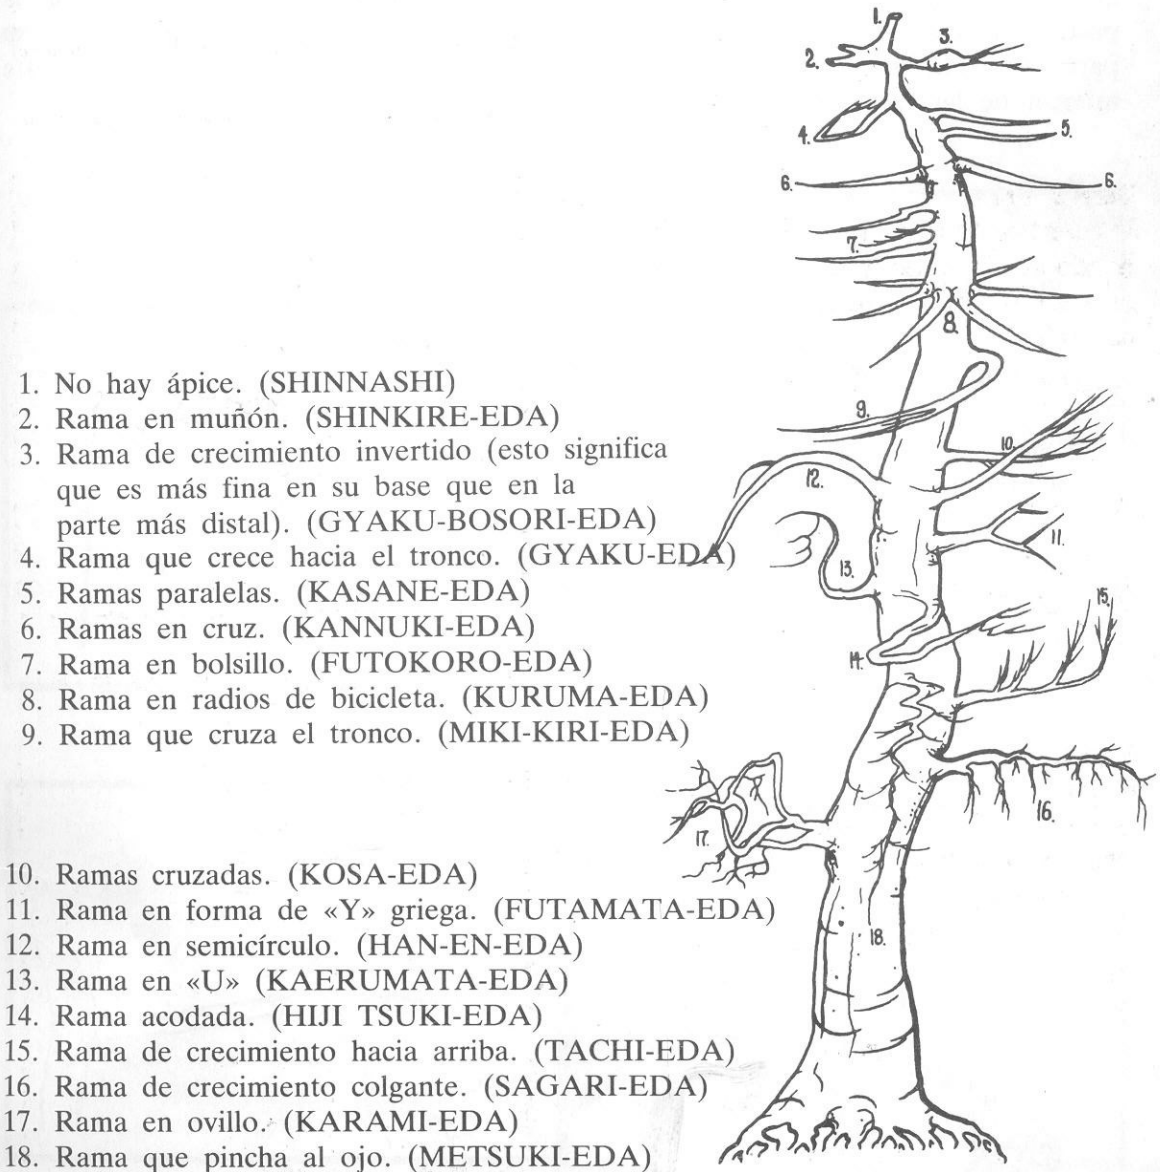 1. No hay ápice. (SHINNASHI)
2. Rama en muñón. (SHINKIRE-EDA)
3. Rama de crecimiento invertido (esto significa
que es más fina en su base que en la
parte más distal). (GYAKU-BOSORI-EDA)
4. Rama que crece hacia el tronco. (GYAKU-EDA)
5. Ramas paralelas. (KASANE-EDA)
6. Ramas en cruz. (KANNUKI-EDA)
7. Rama en bolsillo. (FUTOKORO-EDA)
8. Rama en radios de bicicleta. (KURUMA-EDA)
9. Rama que cruza el tronco. (MIKI-KIRI-EDA)
10. Ramas cruzadas. (KOSA-EDA)
11. Rama en forma de «Y» griega. (FUTAMATA-EDA)
12. Rama en semicírculo. (HAN-EN-EDA)
13. Rama en «U» (KAERUMATA-EDA)
14. Rama acodada. (HIJI TSUKI-EDA)
15. Rama de crecimiento hacia arriba. (TACHI-EDA)
16. Rama de crecimiento colgante. (SAGARI-EDA)
17. Rama en ovillo. (KARAMI-EDA)
18. Rama que pincha al ojo. (METSUKI-EDA)
1.
2.
3.
4.
5.
6.
6.
7.
8.
9.
10.
12.
11.
13.
15.
14.
16.
17.
18.